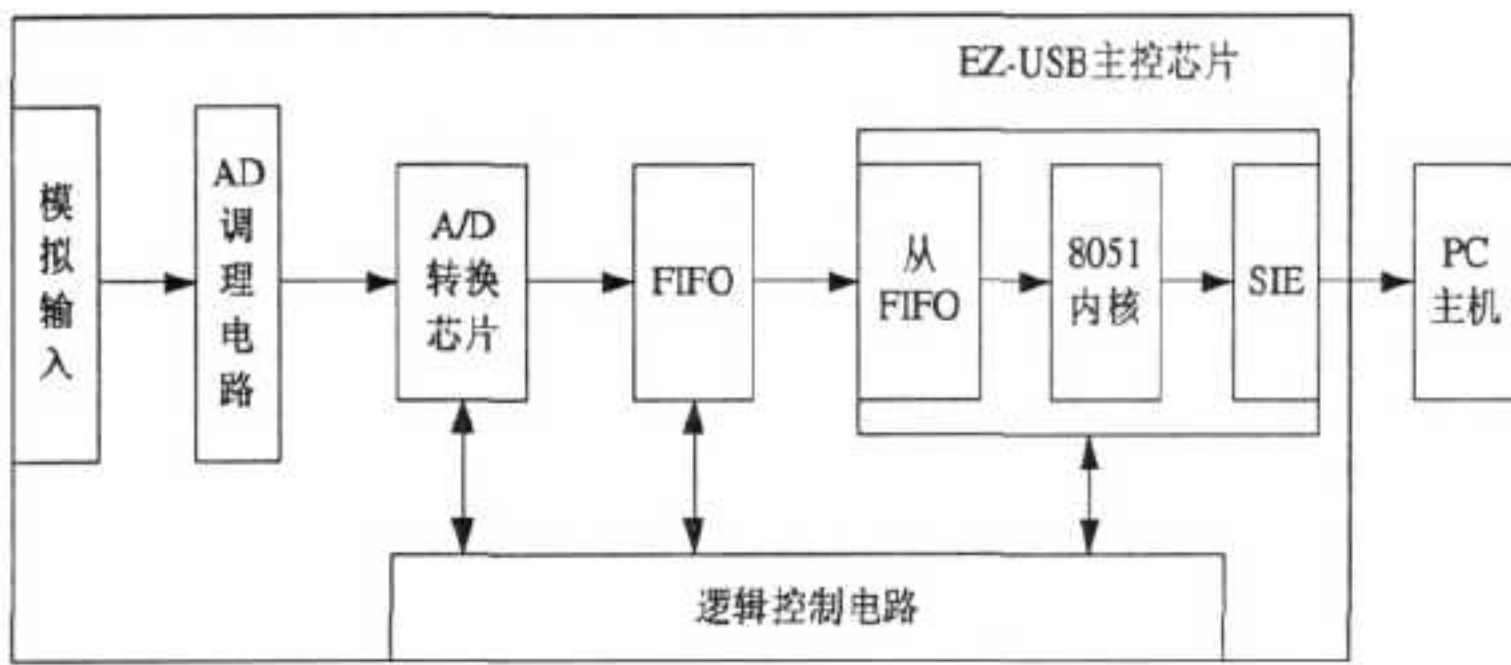 EZ-USB主控芯片
模拟输入
AD
调理电路
A/D
转换
芯片
FIFO
从
FIFO
8051
内核
SIE
PC
主机
逻辑控制电路